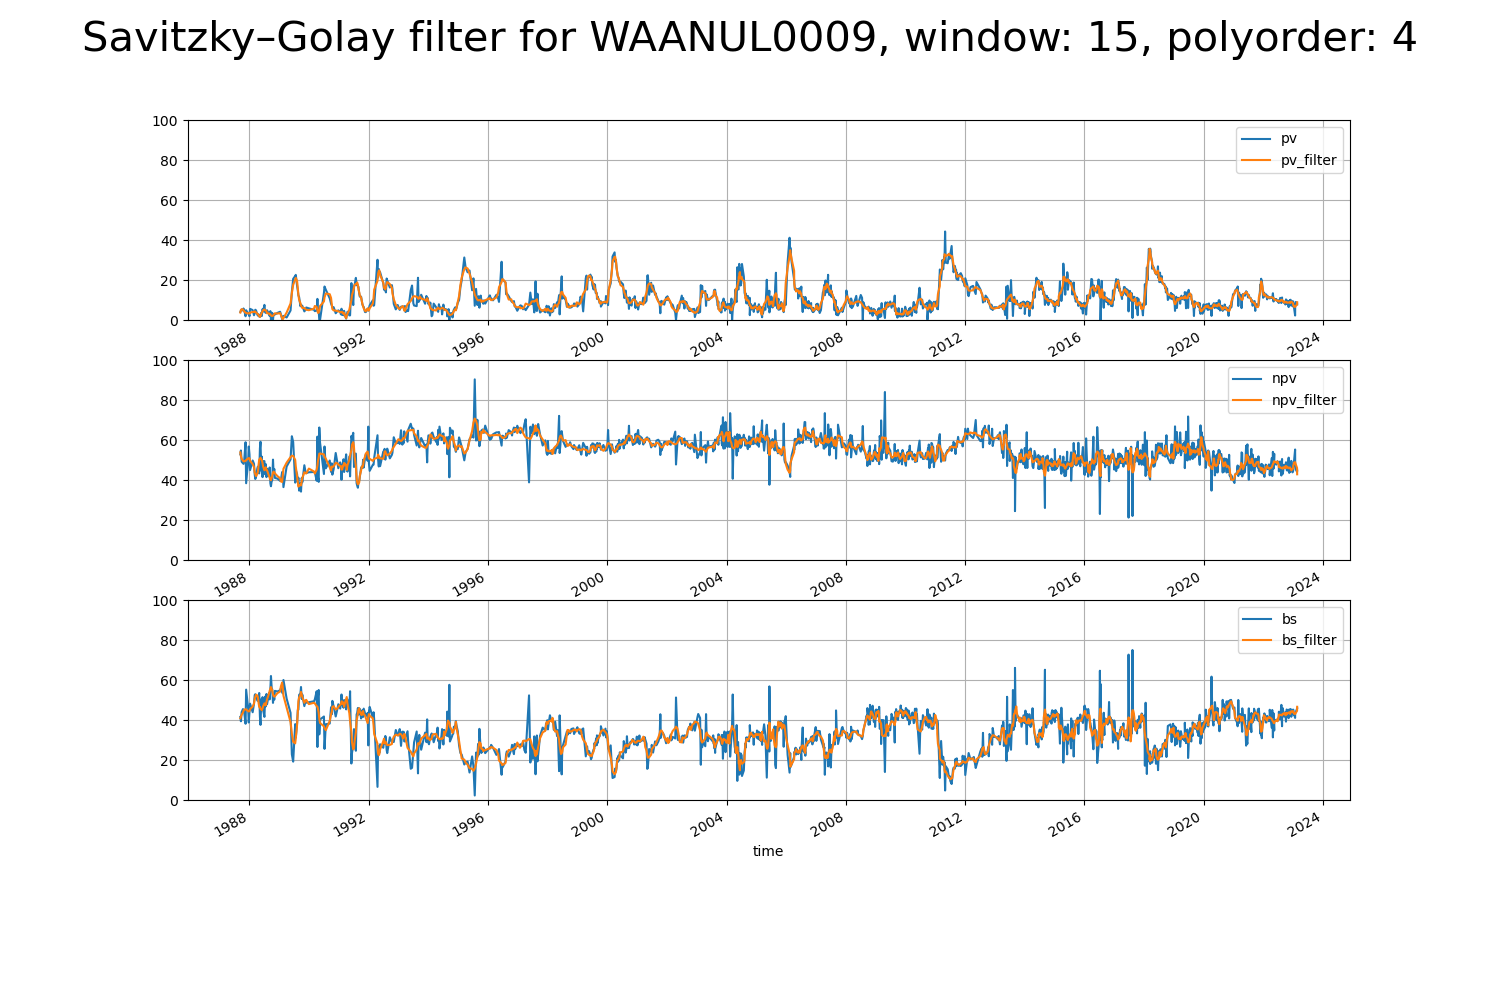 Savitzky–Golay filter for WAANUL0009, window: 15, polyorder: 4
100
80
60
40
20
0
pv
pv_filter
1988 1992 1996 2000 2004 2008 2012 2016 2020 2024
100
80
60
40
20
0
npv
npv_filter
1988 1992 1996 2000 2004 2008 2012 2016 2020 2024
100
80
60
40
20
0
bs
bs_filter
1988 1992 1996 2000 2004 2008 2012 2016 2020 2024
time